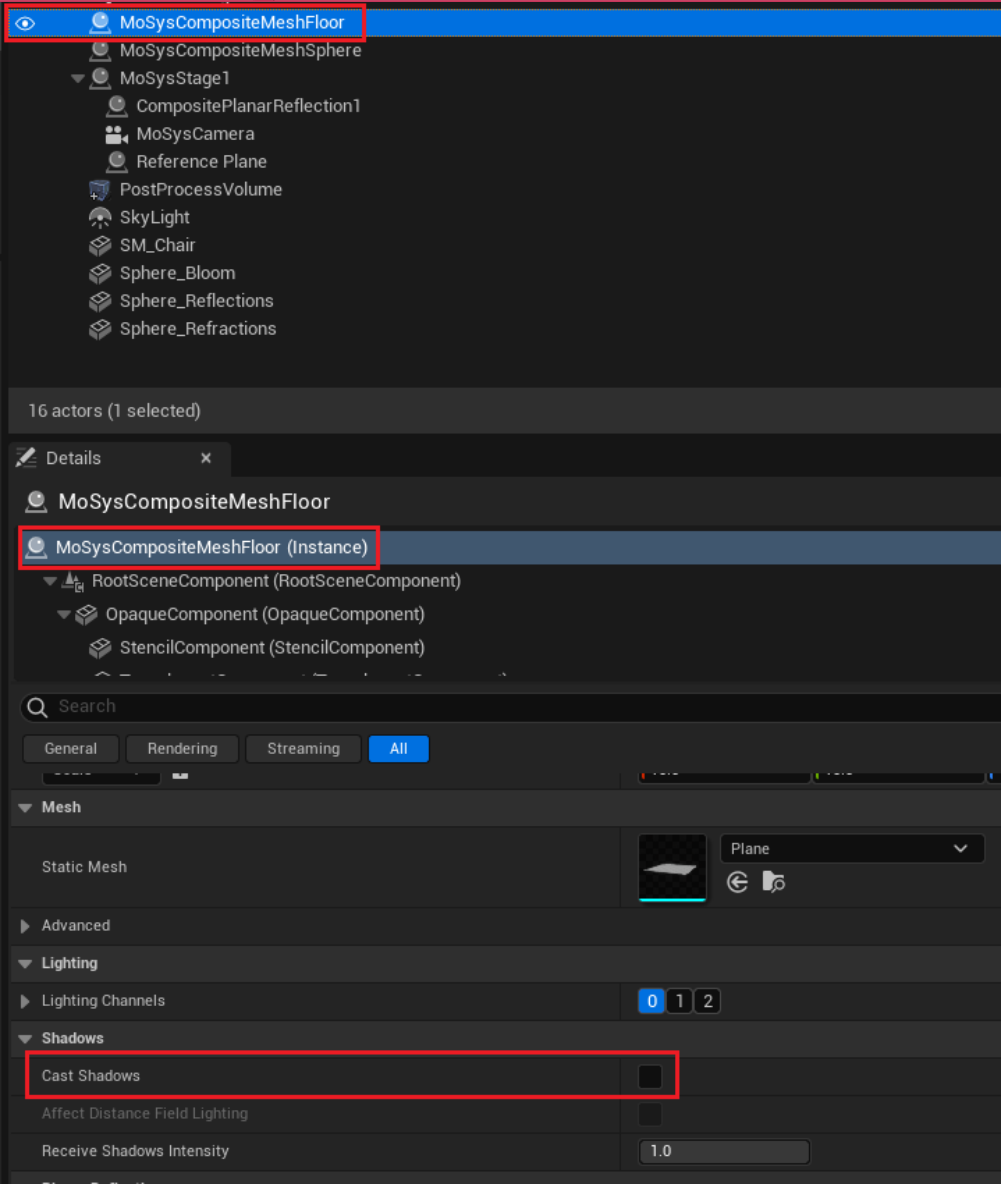 MoSysCompositeMeshFloor
MoSysCompositeMeshSphere
MoSysStage1
CompositePlanarReflection1
MoSysCamera
Reference Plane
PostProcessVolume
SkyLight
SM_Chair
Sphere_Bloom
Sphere_Reflections
Sphere_Refractions
16 actors (1 selected)
Details
MoSysCompositeMeshFloor
MoSysCompositeMeshFloor (Instance)
RootSceneComponent (RootSceneComponent)
OpaqueComponent (OpaqueComponent)
StencilComponent (StencilComponent)
Search
General Rendering Streaming All
Mesh
Static Mesh Plane
Advanced
Lighting
Lighting Channels 0 1 2
Shadows
Cast Shadows
Affect Distance Field Lighting
Receive Shadows Intensity 1.0